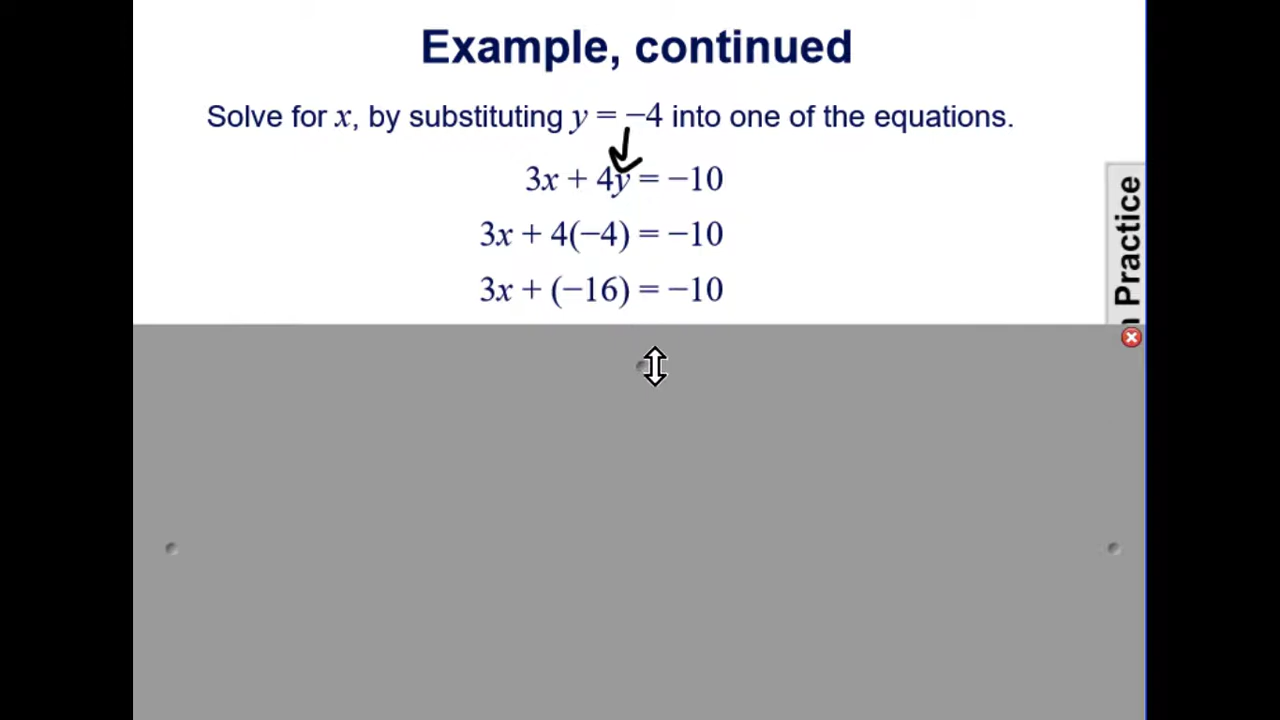 Example, continued
Solve for x, by substituting y = −4 into one of the equations.
3x + 4y = −10
3x + 4(−4) = −10
3x + (−16) = −10
Practice